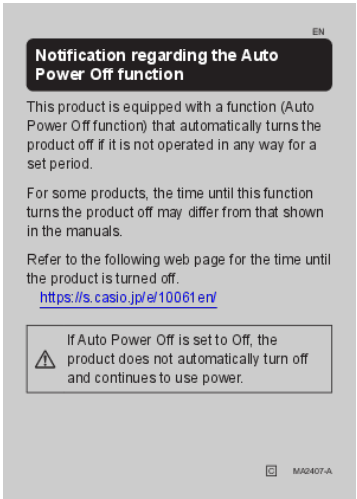 EN
Notification regarding the Auto
Power Off function
This product is equipped with a function (Auto
Power Off function) that automatically turns the
product off if it is not operated in any way for a
set period.
For some products, the time until this function
turns the product off may differ from that shown
in the manuals.
Refer to the following web page for the time until
the product is turned off.
https://s.casio.jp/e/10061en/
If Auto Power Off is set to Off, the
product does not automatically turn off
and continues to use power.
C MA2407-A